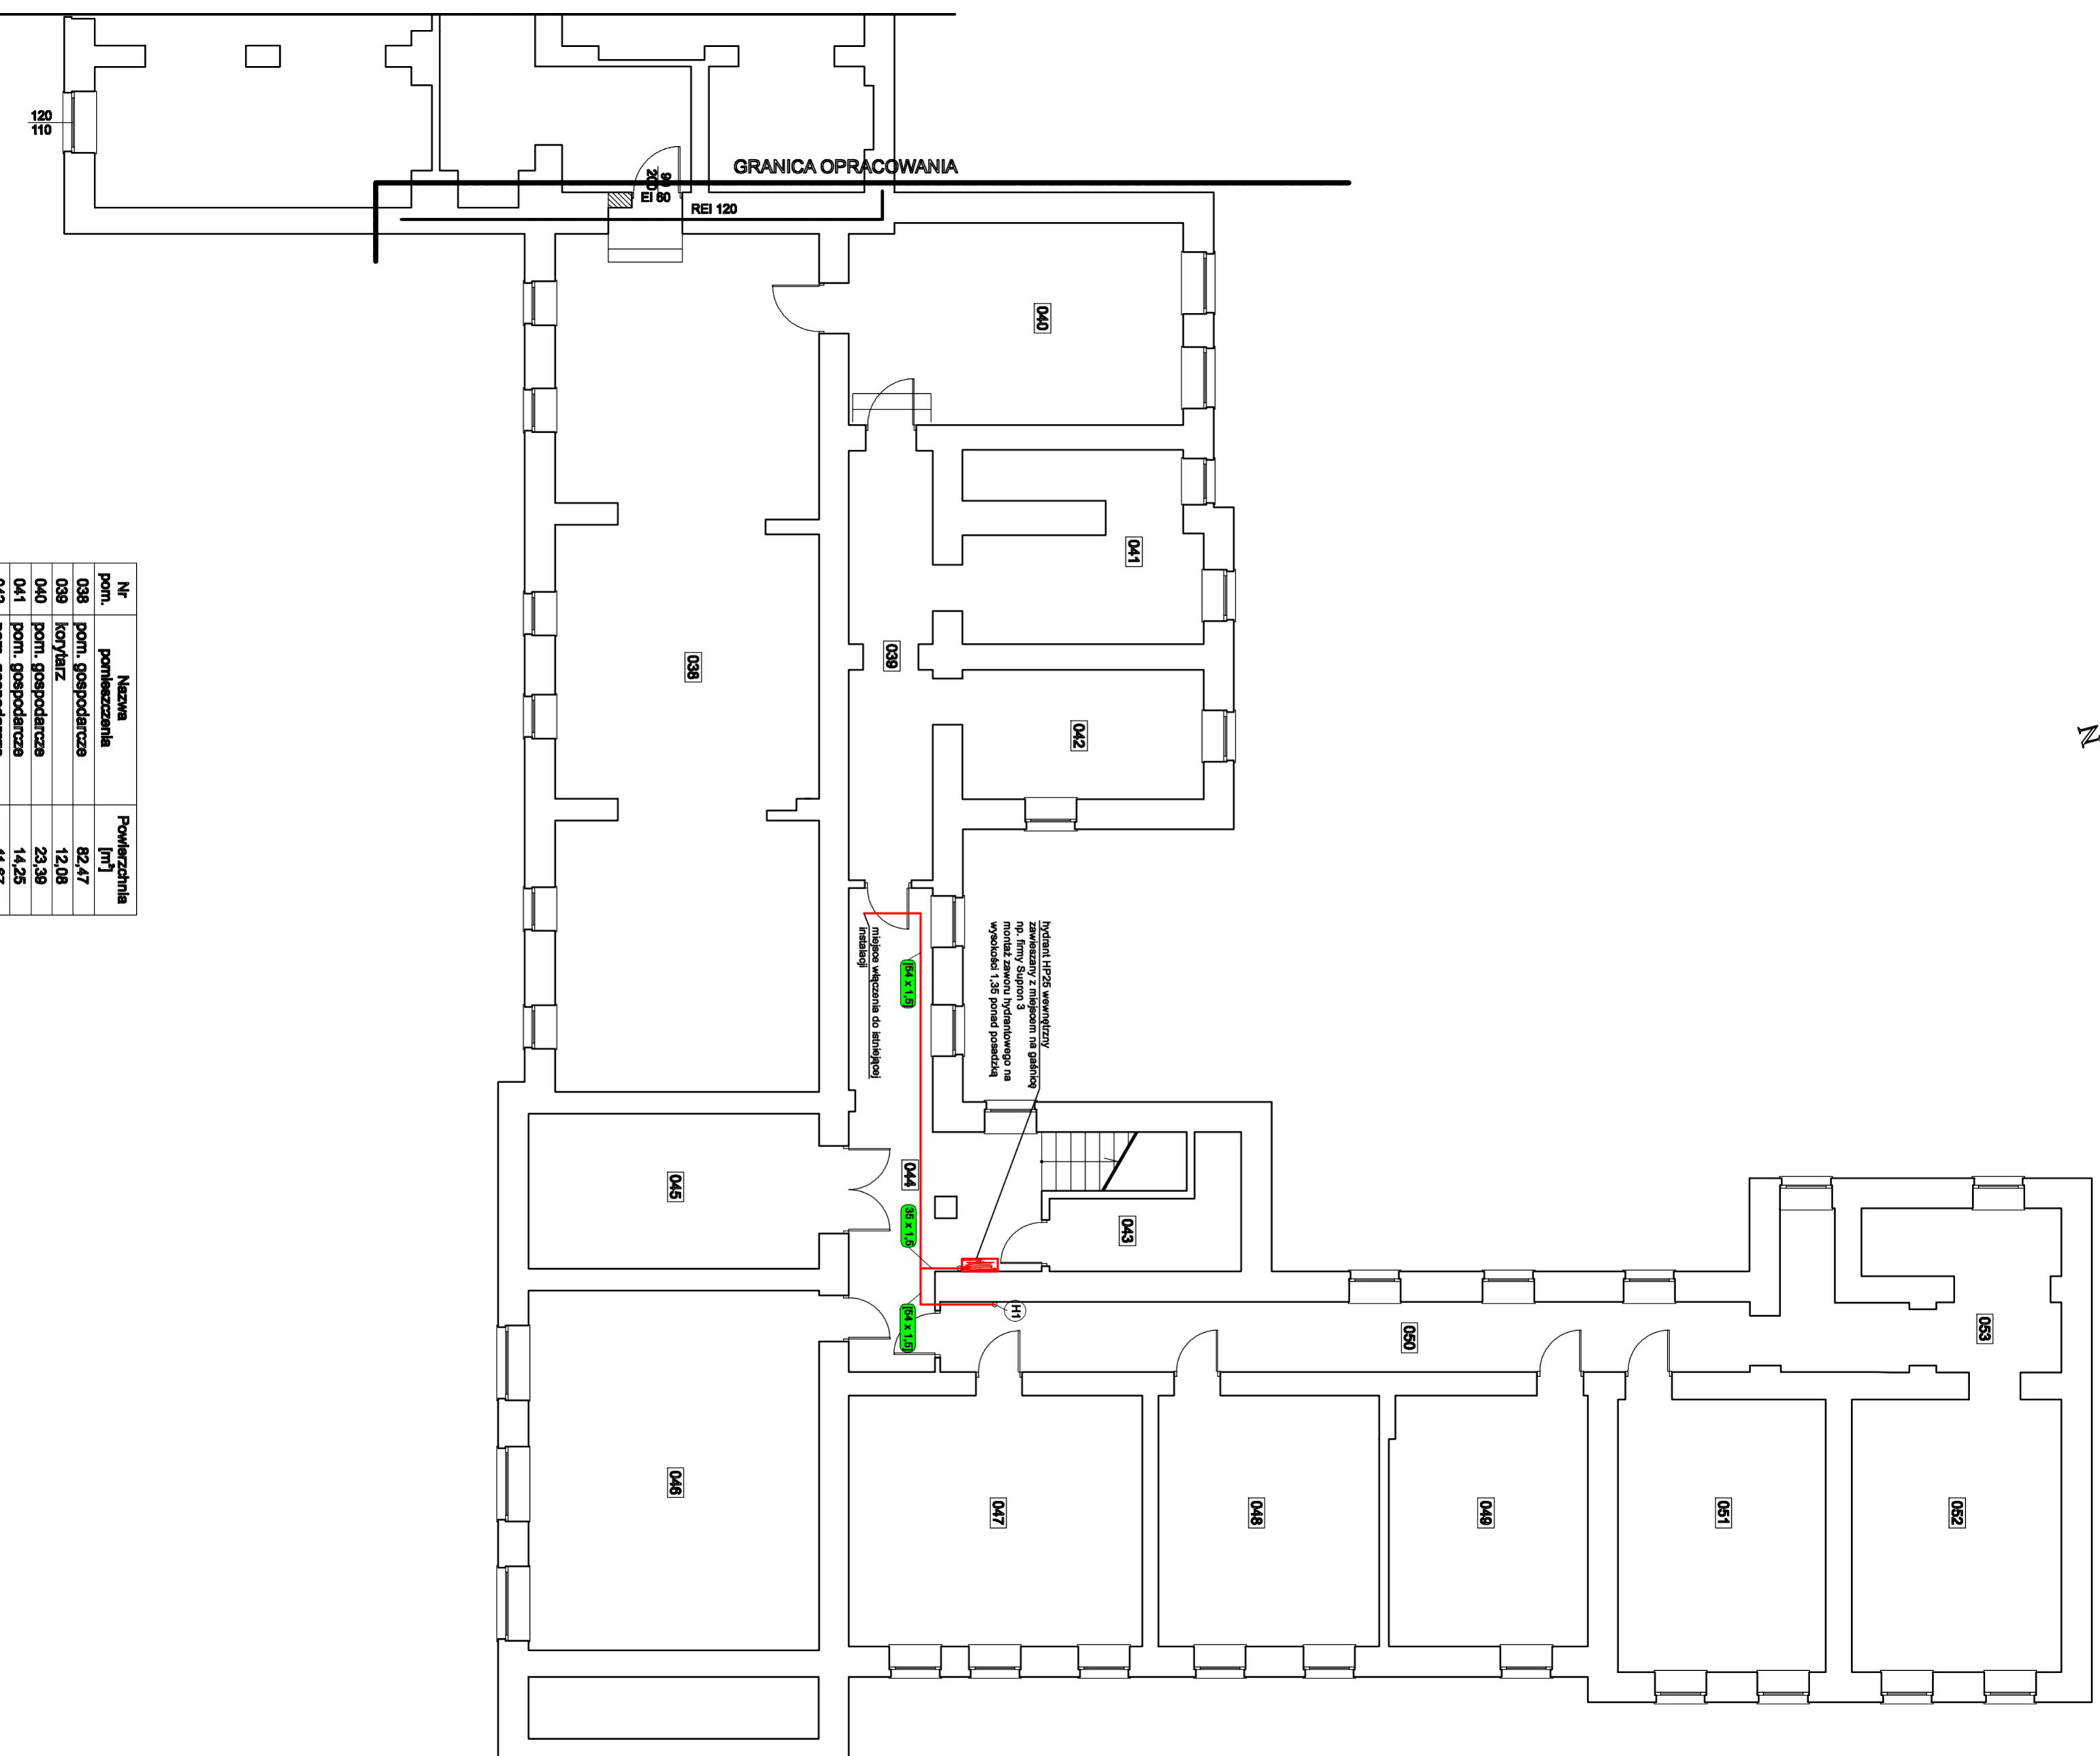 120
110
GRANICA OPRACOWANIA
90
200
EI 60
REI 120
040
041
039
038
042
N
hydrant HP25 wewnętrzny
zawieszany z miejscem na gaśnicę
np. firmy Supron 3
montaż zaworu hydrantowego na
wysokości 1,35 ponad posadzką
miejsce włączenia do istniejącej
instalacji
54 x 1,5
044
043
045
35 x 1,5
H1
54 x 1,5
050
053
046
047
048
049
051
052
Nr pom. Nazwa pomieszczenia Powierzchnia [m²]
038 pom. gospodarcze 82,47
039 korytarz 12,08
040 pom. gospodarcze 23,39
041 pom. gospodarcze 14,25